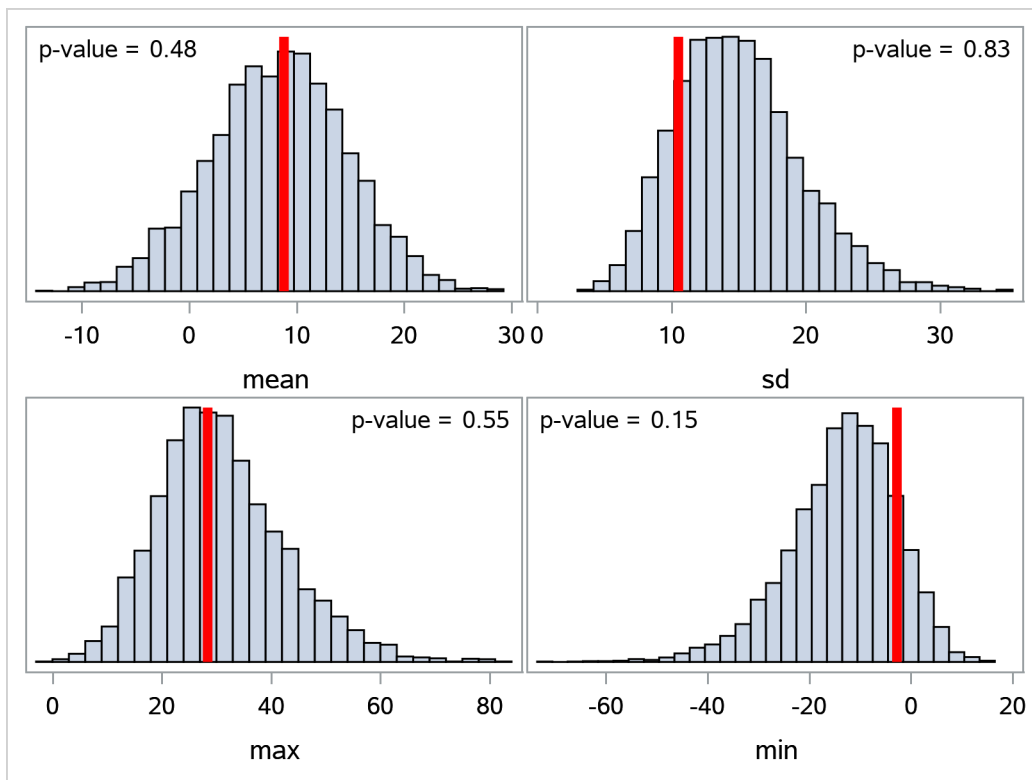 p-value = 0.48
-10 0 10 20 30
mean
p-value = 0.83
0 10 20 30
sd
p-value = 0.55
0 20 40 60 80
max
p-value = 0.15
-60 -40 -20 0 20
min